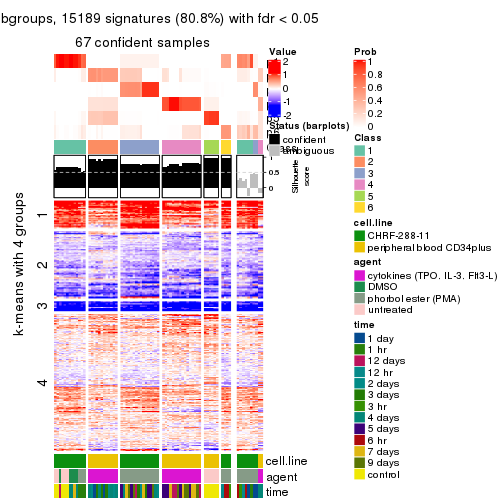 bgroups, 15189 signatures (80.8%) with fdr < 0.05
67 confident samples
k-means with 4 groups
1
2
3
4
Value
2
1
0
-1
-2
Status (barplots)
confident
ambiguous
1
0.5
0
Silhouette
score
Prob
1
0.8
0.6
0.4
0.2
0
Class
1
2
3
4
5
6
cell.line
CHRF-288-11
peripheral blood CD34plus
agent
cytokines (TPO, IL-3, Flt3-L)
DMSO
phorbol ester (PMA)
untreated
time
1 day
1 hr
12 days
12 hr
2 days
3 days
3 hr
4 days
5 days
6 hr
7 days
9 days
control
cell.line
agent
time